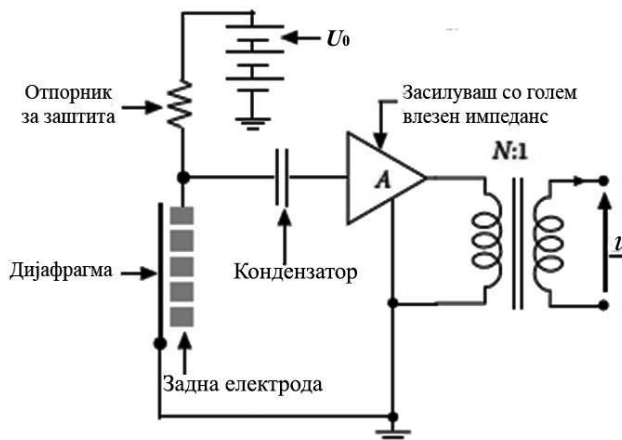 U₀
Отпорник
за заштита
Засилуваш со голем
влезен импеданс
N:1
A
Дијафрагма
Кондензатор
Задна електрода